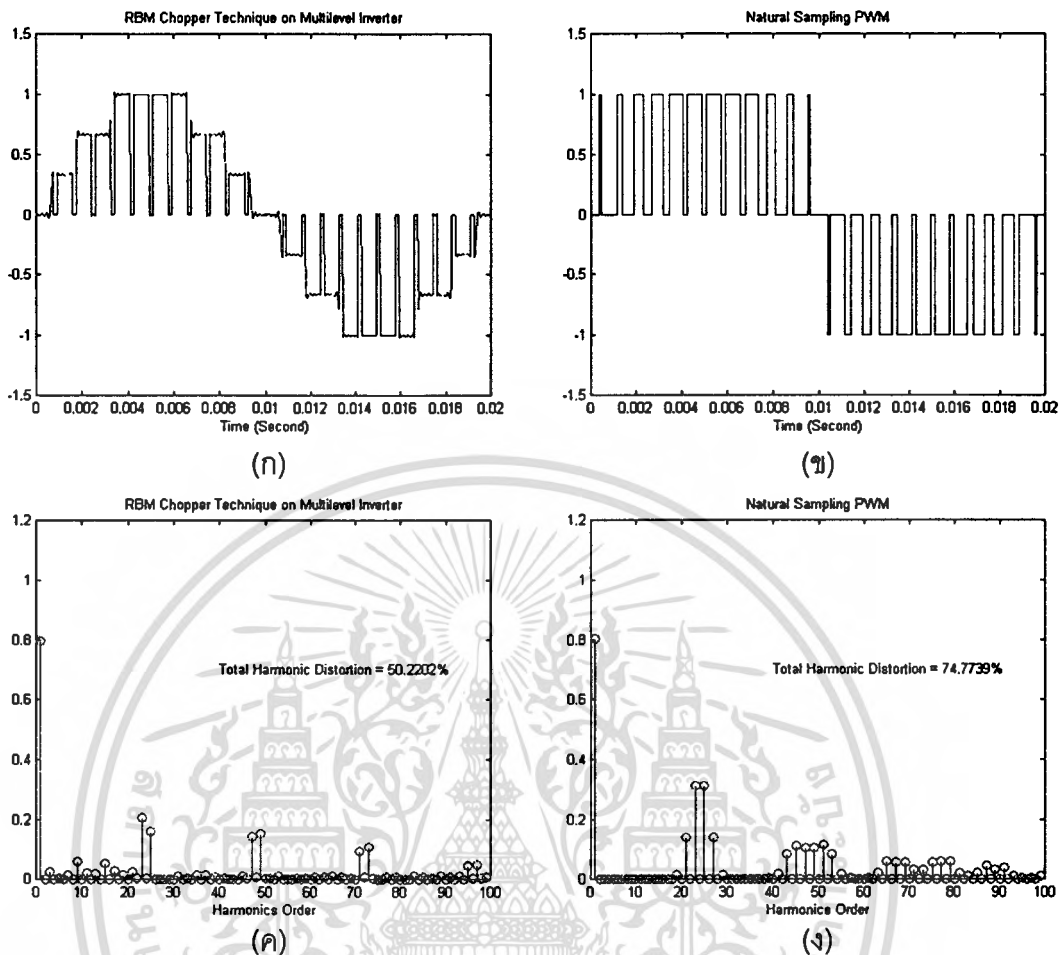 RBM Chopper Technique on Multilevel Inverter
1.5
1
0.5
0
-0.5
-1
-1.5
0 0.002 0.004 0.006 0.008 0.01 0.012 0.014 0.016 0.018 0.02
Time (Second)
(ก)
Natural Sampling PWM
1.5
1
0.5
0
-0.5
-1
-1.5
0 0.002 0.004 0.006 0.008 0.01 0.012 0.014 0.016 0.018 0.02
Time (Second)
(ข)
RBM Chopper Technique on Multilevel Inverter
1.2
1
0.8
Total Harmonic Distortion = 50.2202%
0.6
0.4
0.2
0
0 10 20 30 40 50 60 70 80 90 100
Harmonics Order
(ค)
Natural Sampling PWM
1.2
1
0.8
Total Harmonic Distortion = 74.7739%
0.6
0.4
0.2
0
0 10 20 30 40 50 60 70 80 90 100
Harmonics Order
(ง)